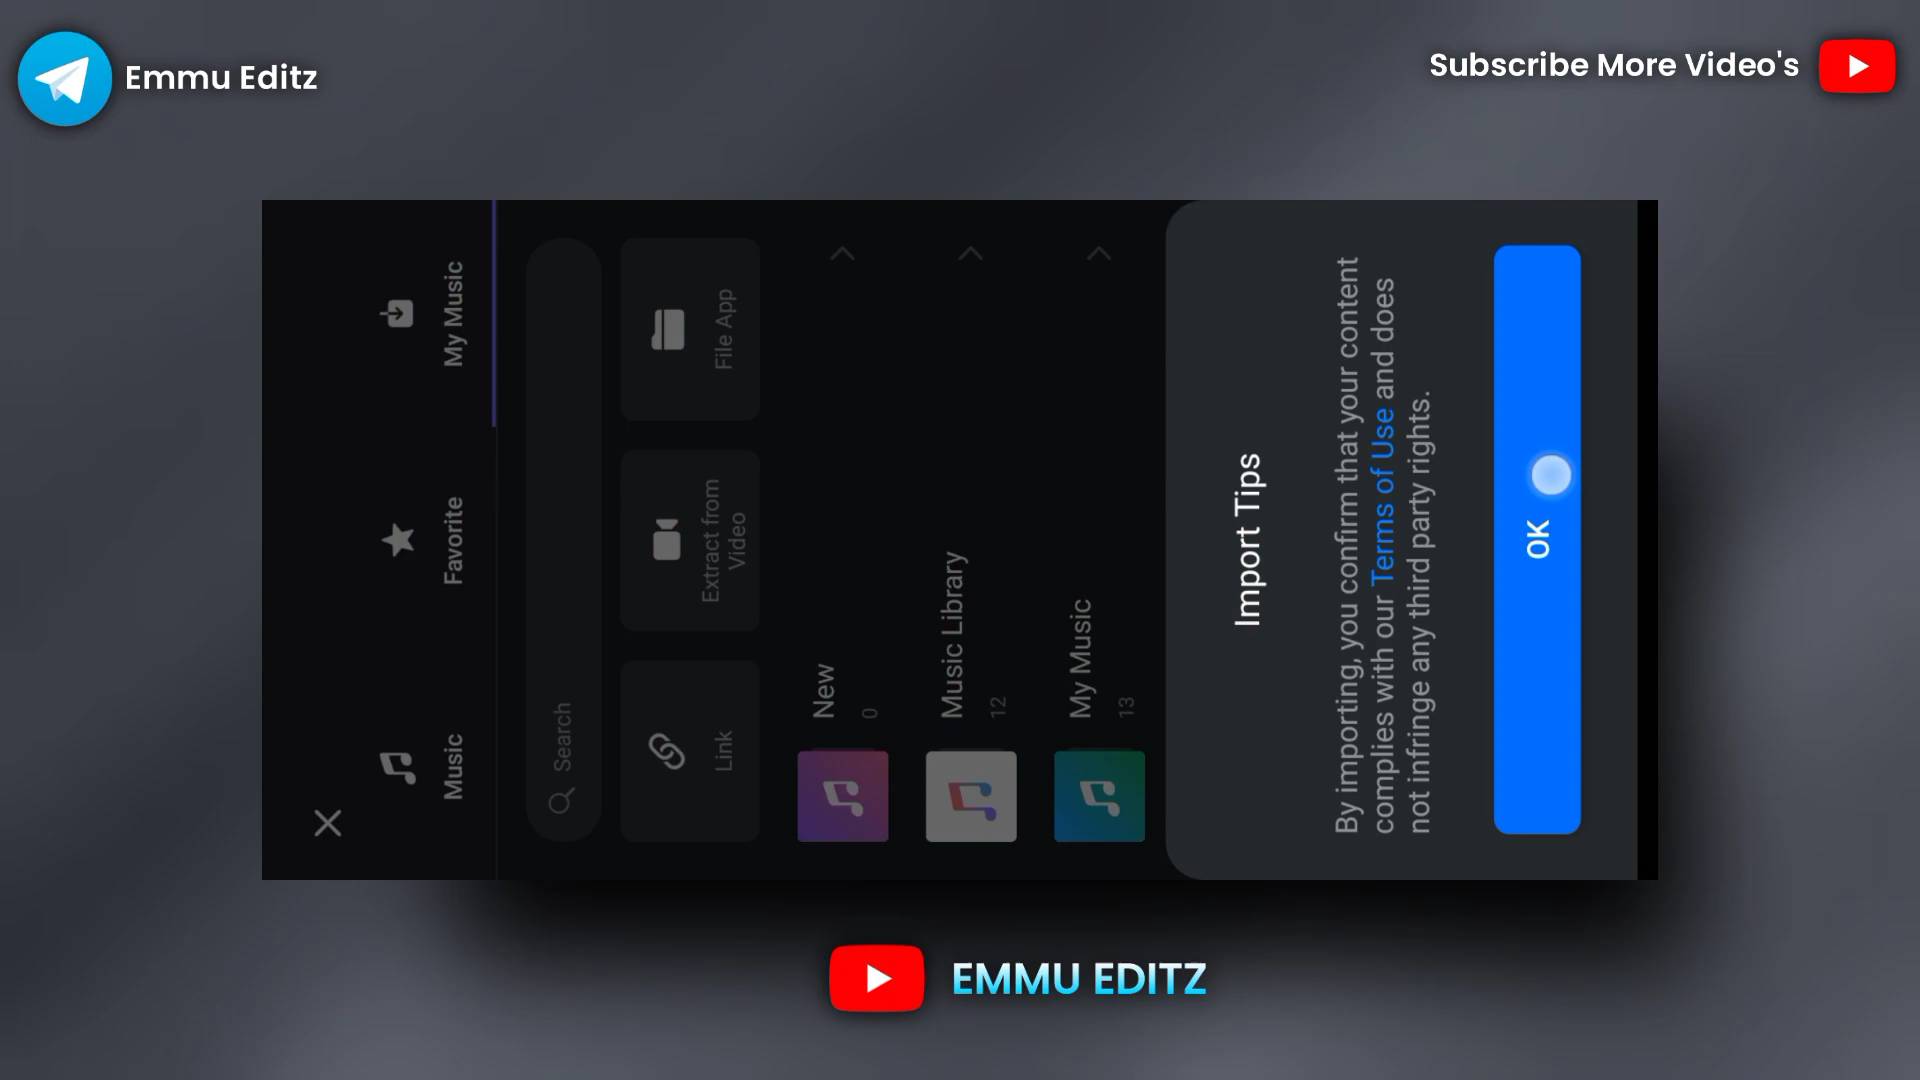 Emmu Editz
Subscribe More Video's
Music
Favorite
My Music
Search
Link
Extract from
Video
File App
New
0
Music Library
12
My Music
13
Import Tips
By importing, you confirm that your content
complies with our Terms of Use and does
not infringe any third party rights.
OK
EMMU EDITZ